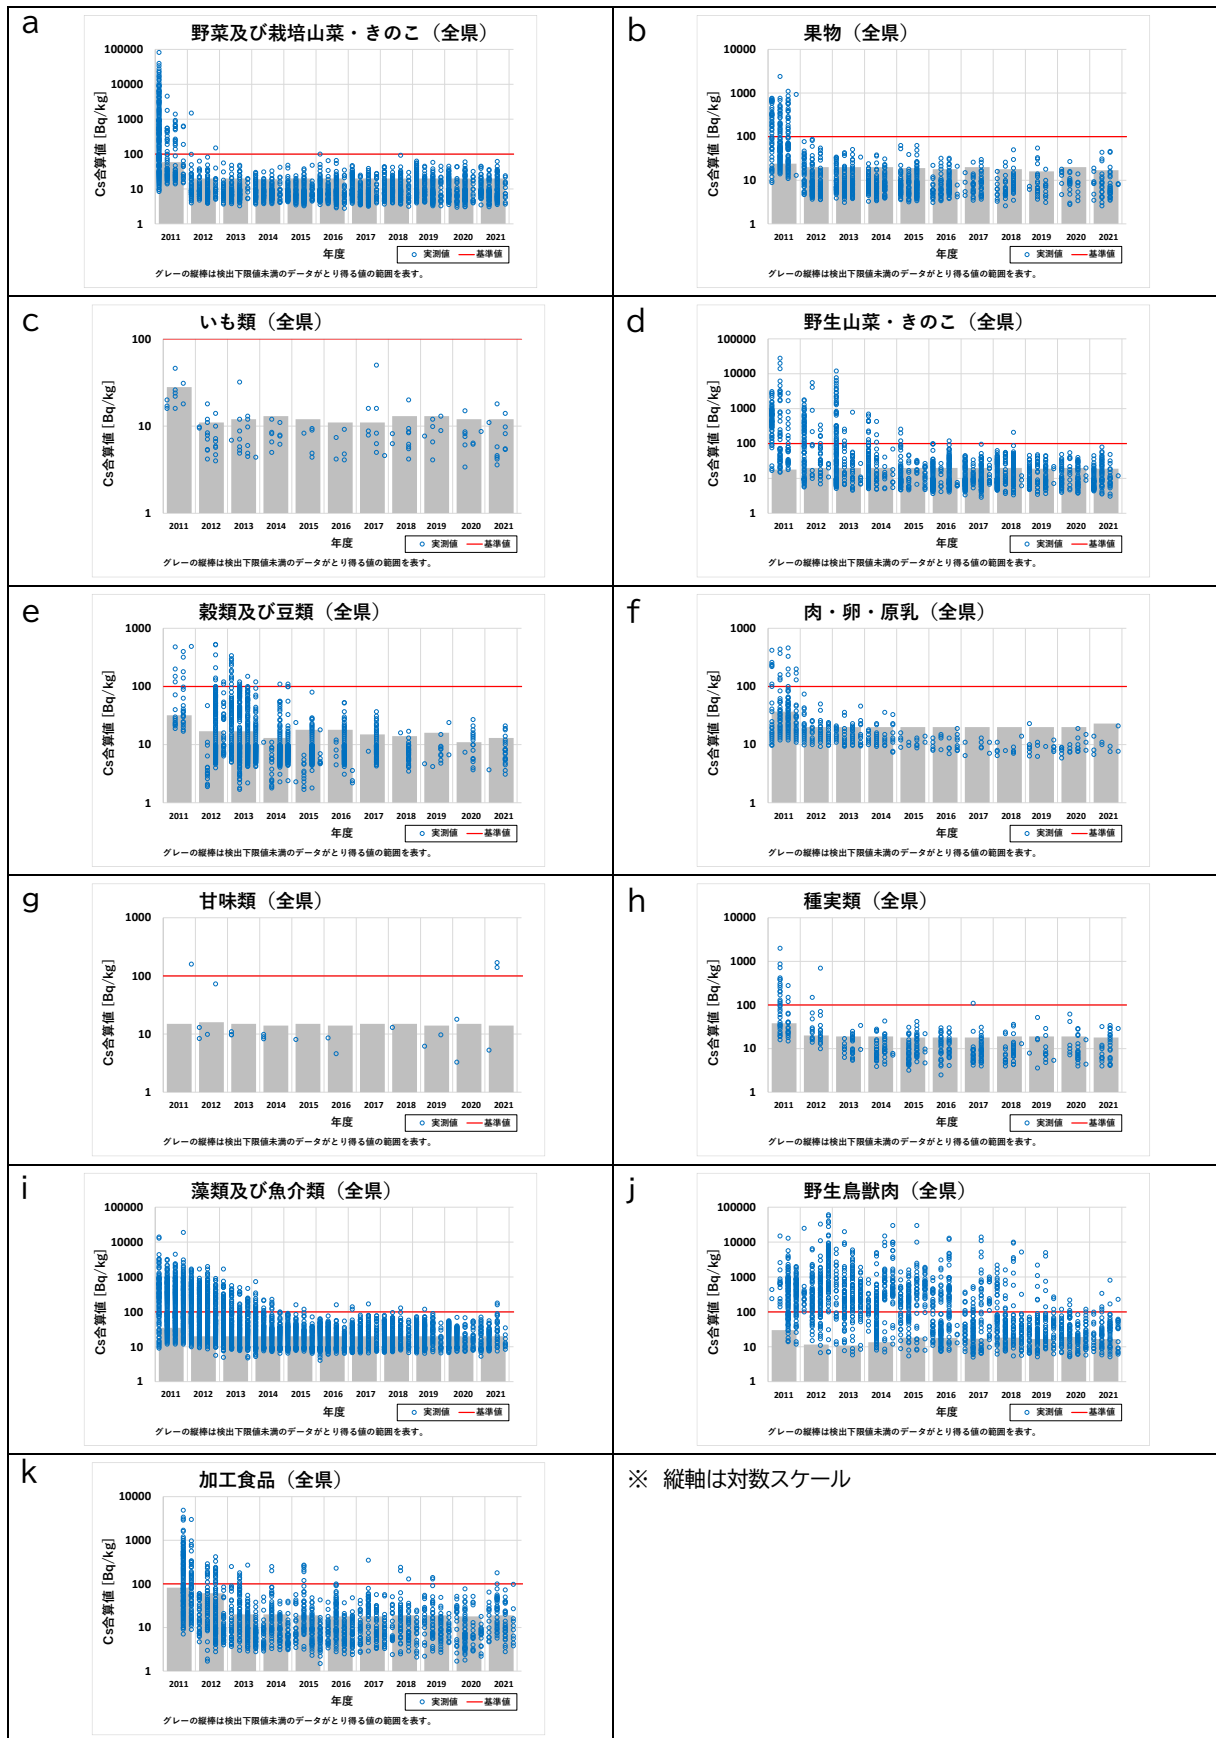 a
野菜及び栽培山菜・きのこ（全県）
Cs合算値 [Bq/kg]
100000
10000
1000
100
10
1
2011 2012 2013 2014 2015 2016 2017 2018 2019 2020 2021
年度
実測値 基準値
グレーの縦棒は検出下限値未満のデータがとり得る値の範囲を表す。
b
果物（全県）
Cs合算値 [Bq/kg]
10000
1000
100
10
1
2011 2012 2013 2014 2015 2016 2017 2018 2019 2020 2021
年度
実測値 基準値
グレーの縦棒は検出下限値未満のデータがとり得る値の範囲を表す。
c
いも類（全県）
Cs合算値 [Bq/kg]
100
10
1
2011 2012 2013 2014 2015 2016 2017 2018 2019 2020 2021
年度
実測値 基準値
グレーの縦棒は検出下限値未満のデータがとり得る値の範囲を表す。
d
野生山菜・きのこ（全県）
Cs合算値 [Bq/kg]
100000
10000
1000
100
10
1
2011 2012 2013 2014 2015 2016 2017 2018 2019 2020 2021
年度
実測値 基準値
グレーの縦棒は検出下限値未満のデータがとり得る値の範囲を表す。
e
穀類及び豆類（全県）
Cs合算値 [Bq/kg]
1000
100
10
1
2011 2012 2013 2014 2015 2016 2017 2018 2019 2020 2021
年度
実測値 基準値
グレーの縦棒は検出下限値未満のデータがとり得る値の範囲を表す。
f
肉・卵・原乳（全県）
Cs合算値 [Bq/kg]
1000
100
10
1
2011 2012 2013 2014 2015 2016 2017 2018 2019 2020 2021
年度
実測値 基準値
グレーの縦棒は検出下限値未満のデータがとり得る値の範囲を表す。
g
甘味類（全県）
Cs合算値 [Bq/kg]
1000
100
10
1
2011 2012 2013 2014 2015 2016 2017 2018 2019 2020 2021
年度
実測値 基準値
グレーの縦棒は検出下限値未満のデータがとり得る値の範囲を表す。
h
種実類（全県）
Cs合算値 [Bq/kg]
10000
1000
100
10
1
2011 2012 2013 2014 2015 2016 2017 2018 2019 2020 2021
年度
実測値 基準値
グレーの縦棒は検出下限値未満のデータがとり得る値の範囲を表す。
i
藻類及び魚介類（全県）
Cs合算値 [Bq/kg]
100000
10000
1000
100
10
1
2011 2012 2013 2014 2015 2016 2017 2018 2019 2020 2021
年度
実測値 基準値
グレーの縦棒は検出下限値未満のデータがとり得る値の範囲を表す。
j
野生鳥獣肉（全県）
Cs合算値 [Bq/kg]
100000
10000
1000
100
10
1
2011 2012 2013 2014 2015 2016 2017 2018 2019 2020 2021
年度
実測値 基準値
グレーの縦棒は検出下限値未満のデータがとり得る値の範囲を表す。
k
加工食品（全県）
Cs合算値 [Bq/kg]
10000
1000
100
10
1
2011 2012 2013 2014 2015 2016 2017 2018 2019 2020 2021
年度
実測値 基準値
グレーの縦棒は検出下限値未満のデータがとり得る値の範囲を表す。
※ 縦軸は対数スケール